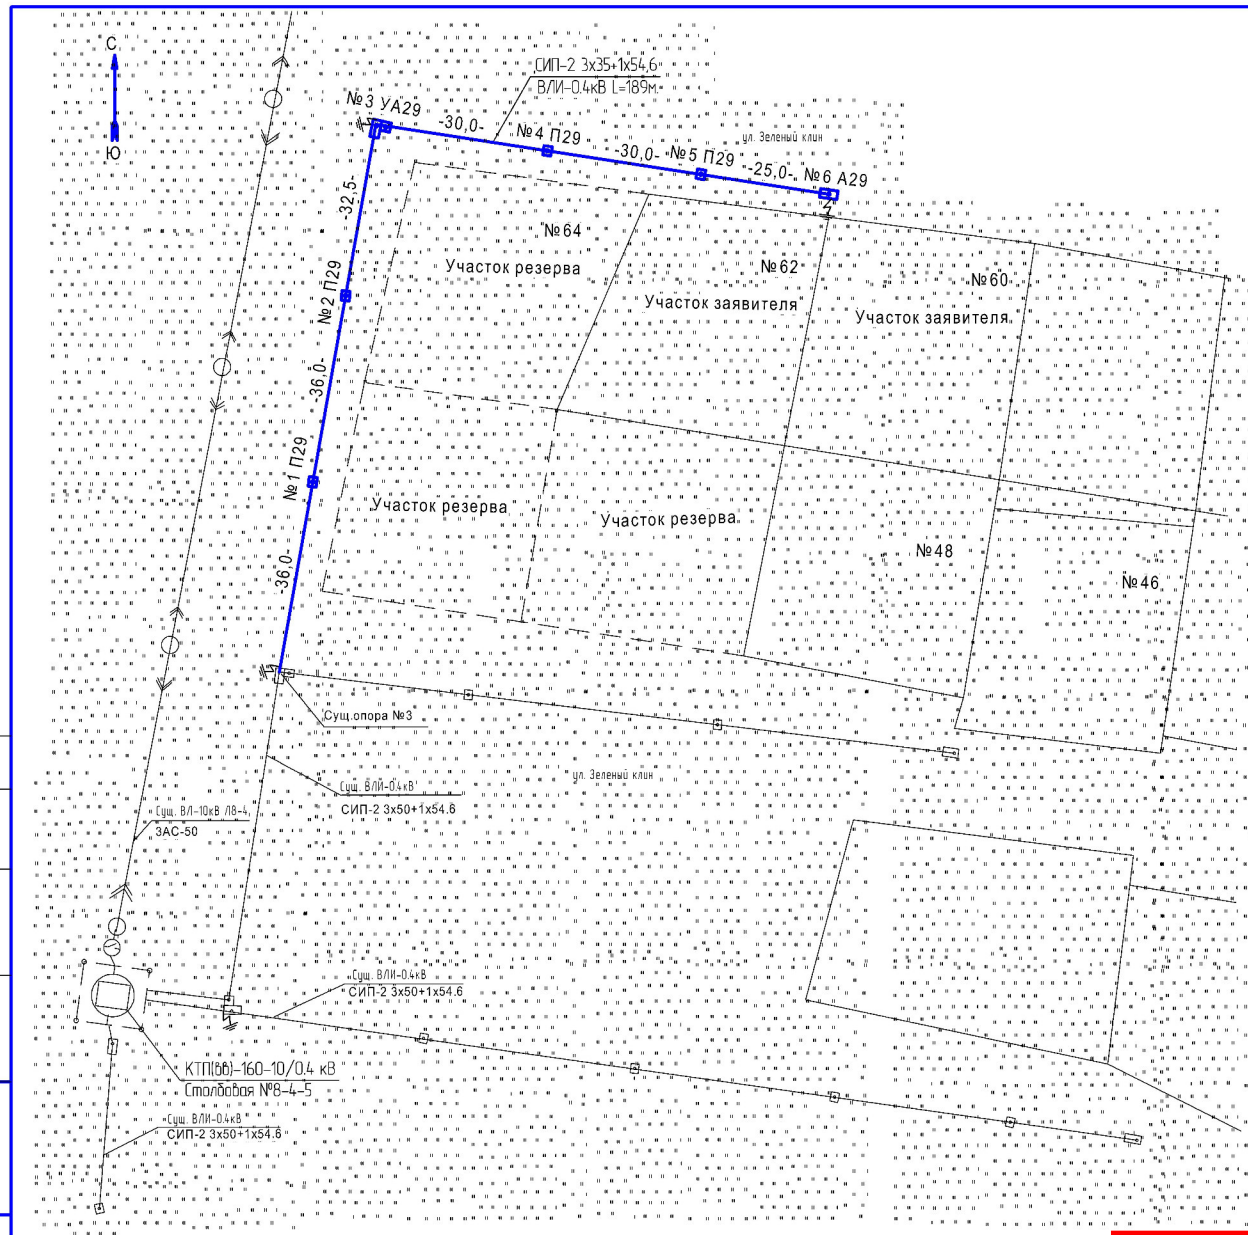 С
Ю
СИП-2 3х35+1х54,6
ВЛИ-0.4кВ L=189м.
№3 УА29
-30,0-
№4 П29
-30,0-
№5 П29
-25,0-
№6 А29
ул. Зеленый клин
32,5
№2 П29
36,0-
№1 П29
36,0-
№64
Участок резерва
№62
Участок заявителя
№60
Участок заявителя
Участок резерва
Участок резерва
№48
№46
Сущ.опора №3
ул. Зеленый клин
Сущ. ВЛИ-0.4кВ
СИП-2 3х50+1х54.6
Сущ. ВЛ-10кВ Л8-4
3АС-50
Сущ. ВЛИ-0.4кВ
СИП-2 3х50+1х54.6
КТП(вв)-160-10/0.4 кВ
Столбовая №8-4-5
Сущ. ВЛИ-0.4кВ
СИП-2 3х50+1х54.6